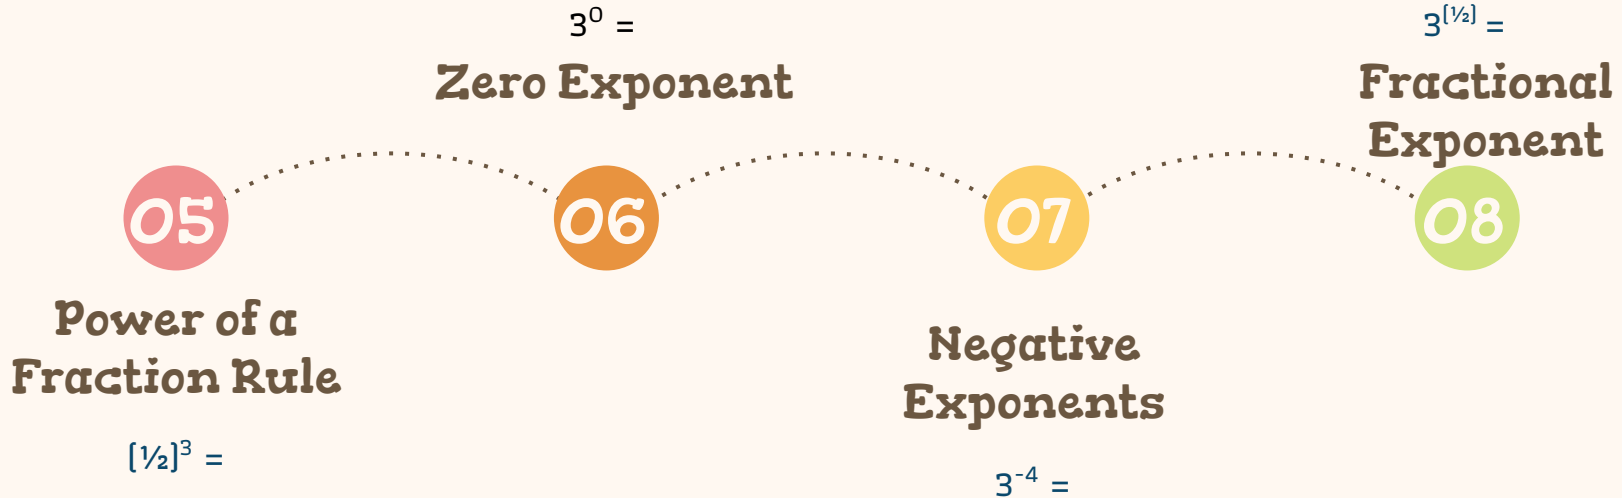 05
Power of a
Fraction Rule
(½)³ =
3⁰ =
Zero Exponent
06
07
Negative
Exponents
3⁻⁴ =
3⁽½⁾ =
Fractional
Exponent
08